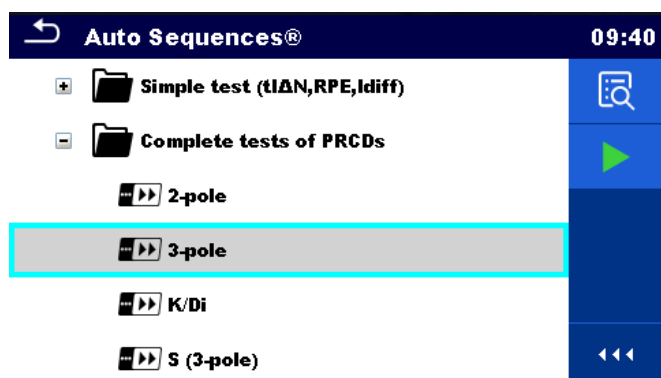 Auto Sequences® 09:40
Simple test (tIΔN,RPE,Idiff)
Complete tests of PRCDs
2-pole
3-pole
K/Di
S (3-pole)